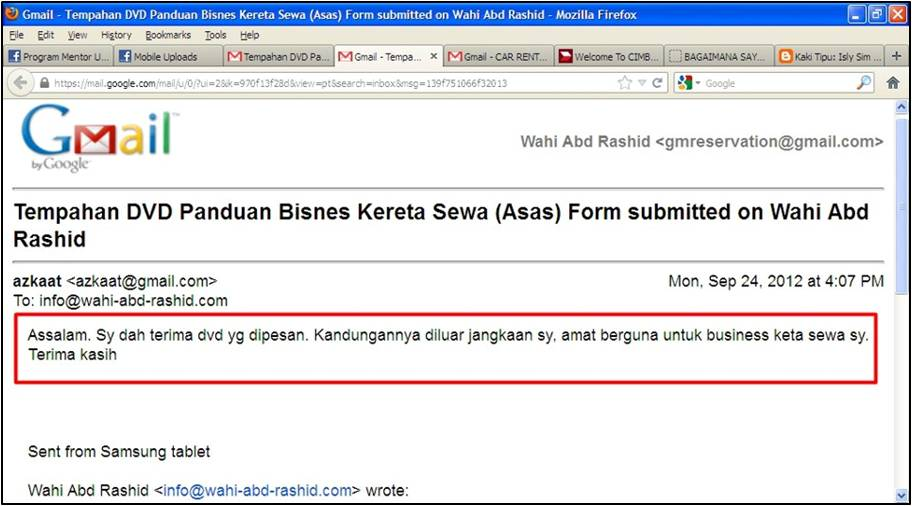 Gmail - Tempahan DVD Panduan Bisnes Kereta Sewa (Asas) Form submitted on Wahi Abd Rashid - Mozilla Firefox
File Edit View History Bookmarks Tools Help
Program Mentor U... Mobile Uploads Tempahan DVD Pa... Gmail - Tempa... Gmail - CAR RENT... Welcome To CIMB... BAGAIMANA SAY... Kaki Tipu: Isly Sim ...
https://mail.google.com/mail/u/0/?ui=2&ik=970f13f28d&view=pt&search=inbox&msg=139f751066f32013 Google
Gmail
by Google
Wahi Abd Rashid <gmreservation@gmail.com>
Tempahan DVD Panduan Bisnes Kereta Sewa (Asas) Form submitted on Wahi Abd
Rashid
azkaat <azkaat@gmail.com> Mon, Sep 24, 2012 at 4:07 PM
To: info@wahi-abd-rashid.com
Assalam. Sy dah terima dvd yg dipesan. Kandungannya diluar jangkaan sy, amat berguna untuk business keta sewa sy.
Terima kasih
Sent from Samsung tablet
Wahi Abd Rashid <info@wahi-abd-rashid.com> wrote: